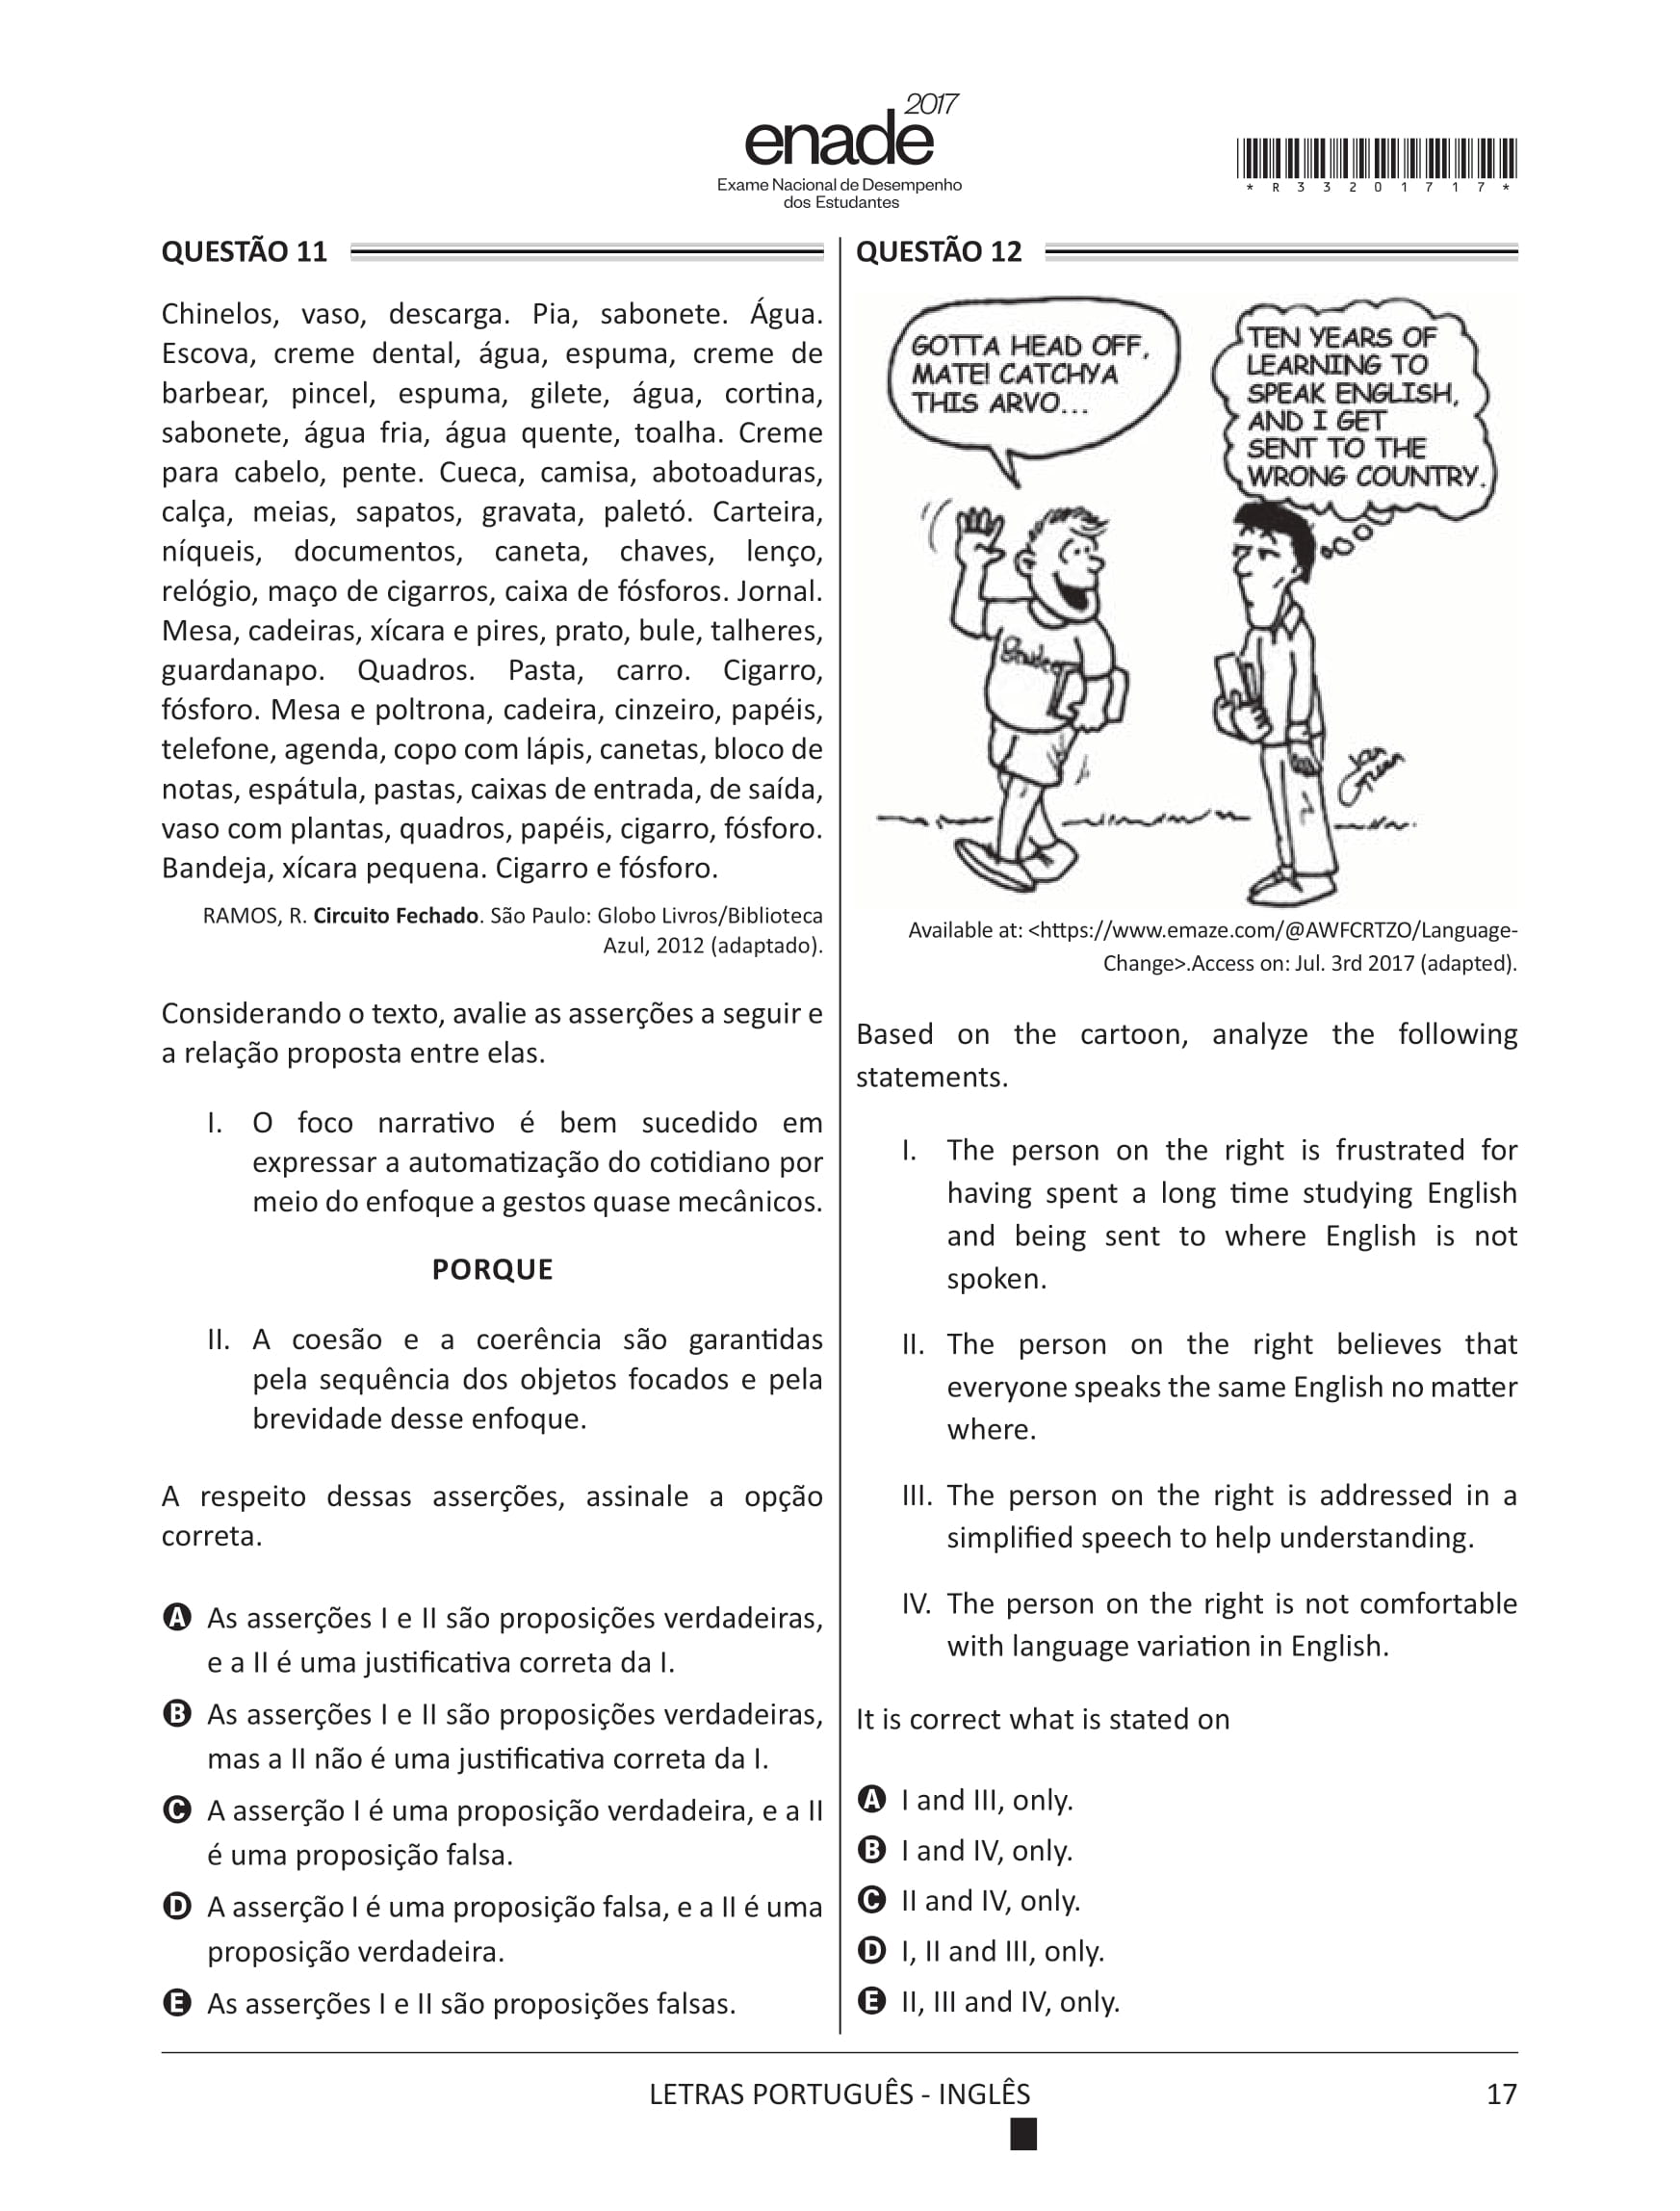 2017
enade
Exame Nacional de Desempenho
dos Estudantes
* R 3 3 2 0 1 7 1 7 *
QUESTÃO 11
Chinelos, vaso, descarga. Pia, sabonete. Água.
Escova, creme dental, água, espuma, creme de
barbear, pincel, espuma, gilete, água, cortina,
sabonete, água fria, água quente, toalha. Creme
para cabelo, pente. Cueca, camisa, abotoaduras,
calça, meias, sapatos, gravata, paletó. Carteira,
níqueis, documentos, caneta, chaves, lenço,
relógio, maço de cigarros, caixa de fósforos. Jornal.
Mesa, cadeiras, xícara e pires, prato, bule, talheres,
guardanapo. Quadros. Pasta, carro. Cigarro,
fósforo. Mesa e poltrona, cadeira, cinzeiro, papéis,
telefone, agenda, copo com lápis, canetas, bloco de
notas, espátula, pastas, caixas de entrada, de saída,
vaso com plantas, quadros, papéis, cigarro, fósforo.
Bandeja, xícara pequena. Cigarro e fósforo.
RAMOS, R. Circuito Fechado. São Paulo: Globo Livros/Biblioteca
Azul, 2012 (adaptado).
Considerando o texto, avalie as asserções a seguir e
a relação proposta entre elas.
I. O foco narrativo é bem sucedido em
expressar a automatização do cotidiano por
meio do enfoque a gestos quase mecânicos.
PORQUE
II. A coesão e a coerência são garantidas
pela sequência dos objetos focados e pela
brevidade desse enfoque.
A respeito dessas asserções, assinale a opção
correta.
A As asserções I e II são proposições verdadeiras,
e a II é uma justificativa correta da I.
B As asserções I e II são proposições verdadeiras,
mas a II não é uma justificativa correta da I.
C A asserção I é uma proposição verdadeira, e a II
é uma proposição falsa.
D A asserção I é uma proposição falsa, e a II é uma
proposição verdadeira.
E As asserções I e II são proposições falsas.
QUESTÃO 12
GOTTA HEAD OFF,
MATE! CATCHYA
THIS ARVO...
TEN YEARS OF
LEARNING TO
SPEAK ENGLISH,
AND I GET
SENT TO THE
WRONG COUNTRY.
Available at: <https://www.emaze.com/@AWFCRTZO/Language-
Change>.Access on: Jul. 3rd 2017 (adapted).
Based on the cartoon, analyze the following
statements.
I. The person on the right is frustrated for
having spent a long time studying English
and being sent to where English is not
spoken.
II. The person on the right believes that
everyone speaks the same English no matter
where.
III. The person on the right is addressed in a
simplified speech to help understanding.
IV. The person on the right is not comfortable
with language variation in English.
It is correct what is stated on
A I and III, only.
B I and IV, only.
C II and IV, only.
D I, II and III, only.
E II, III and IV, only.
LETRAS PORTUGUÊS - INGLÊS
17